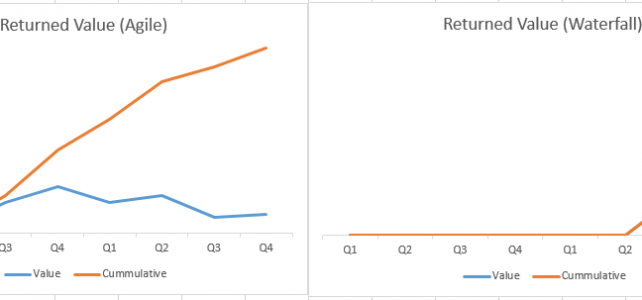 Returned Value (Agile)
Q3 Q4 Q1 Q2 Q3 Q4
Value Cummulative
Returned Value (Waterfall)
Q1 Q2 Q3 Q4 Q1 Q2
Value Cummulative